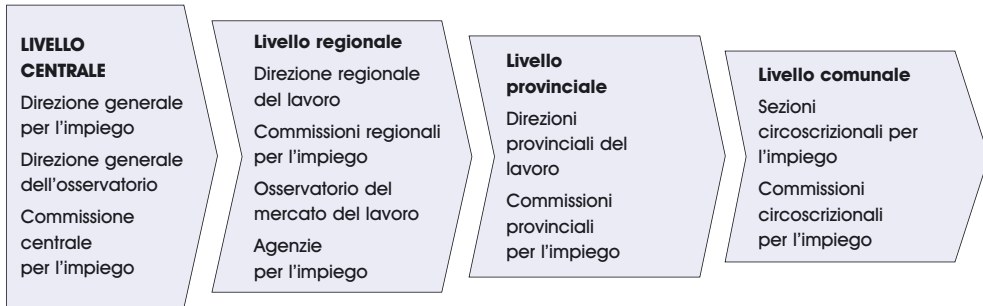 LIVELLO
CENTRALE
Direzione generale
per l'impiego
Direzione generale
dell'osservatorio
Commissione
centrale
per l'impiego
Livello regionale
Direzione regionale
del lavoro
Commissioni regionali
per l'impiego
Osservatorio del
mercato del lavoro
Agenzie
per l'impiego
Livello
provinciale
Direzioni
provinciali del
lavoro
Commissioni
provinciali
per l'impiego
Livello comunale
Sezioni
circoscrizionali per
l'impiego
Commissioni
circoscrizionali
per l'impiego